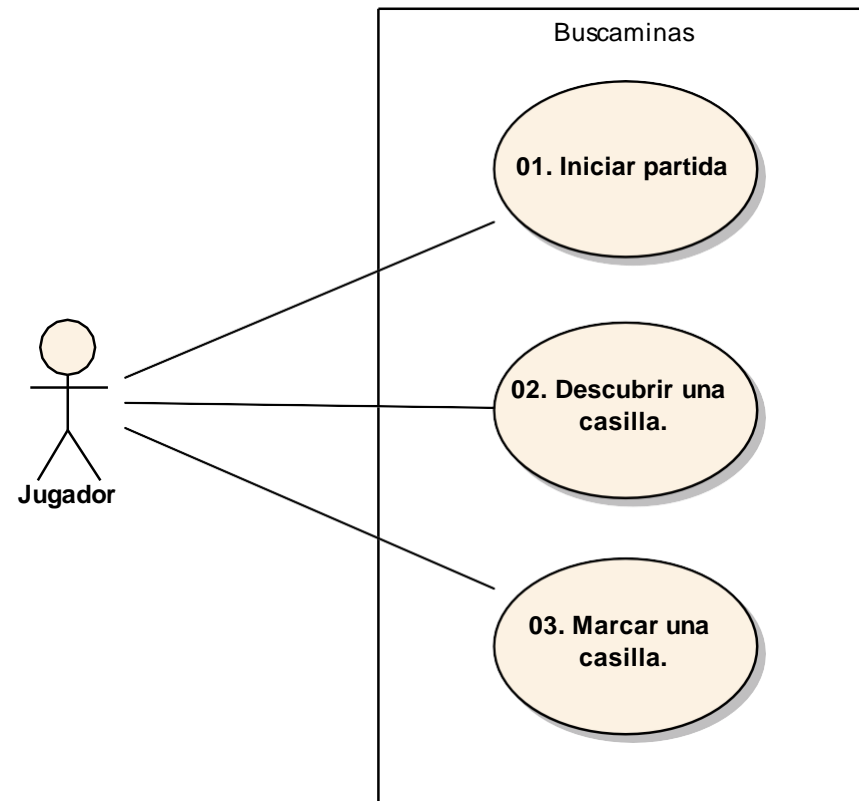 Buscaminas
01. Iniciar partida
02. Descubrir una
casilla.
Jugador
03. Marcar una
casilla.